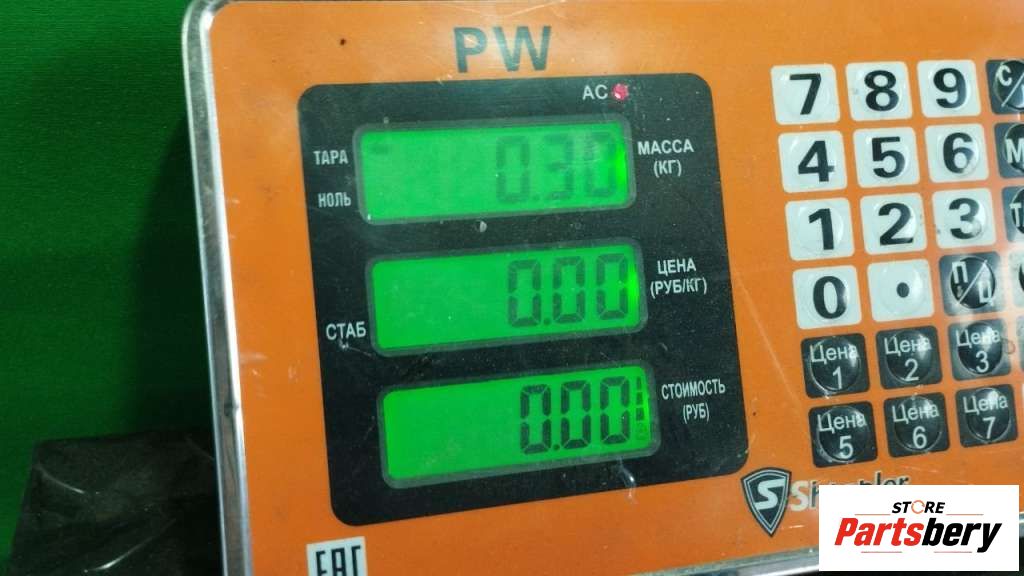 PW
AC
ТАРА
НОЛЬ
0.30
МАССА
(КГ)
0.00
ЦЕНА
(РУБ/КГ)
СТАБ
0.00
СТОИМОСТЬ
(РУБ)
7 8 9 С/
4 5 6 М
1 2 3 Т
0 . П/Ц
Цена 1
Цена 2
Цена 3
Цена 5
Цена 6
Цена 7
EAC
STORE
Partsbery